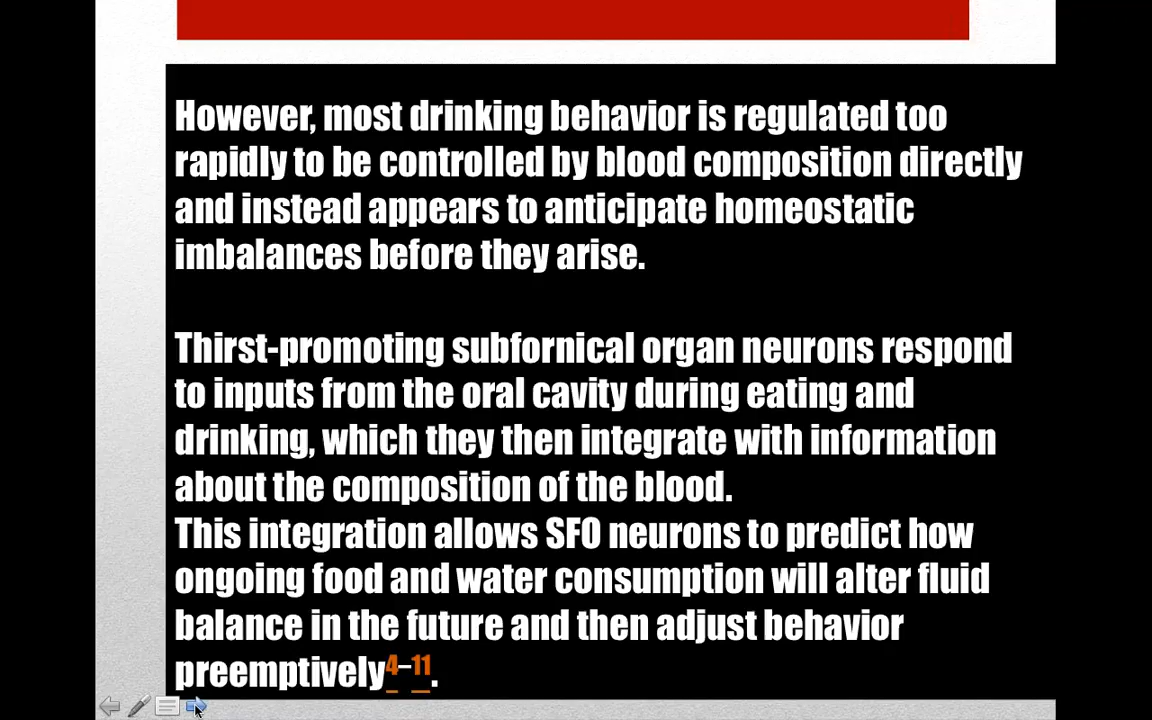 However, most drinking behavior is regulated too
rapidly to be controlled by blood composition directly
and instead appears to anticipate homeostatic
imbalances before they arise.
Thirst-promoting subfornical organ neurons respond
to inputs from the oral cavity during eating and
drinking, which they then integrate with information
about the composition of the blood.
This integration allows SFO neurons to predict how
ongoing food and water consumption will alter fluid
balance in the future and then adjust behavior
preemptively4–11.